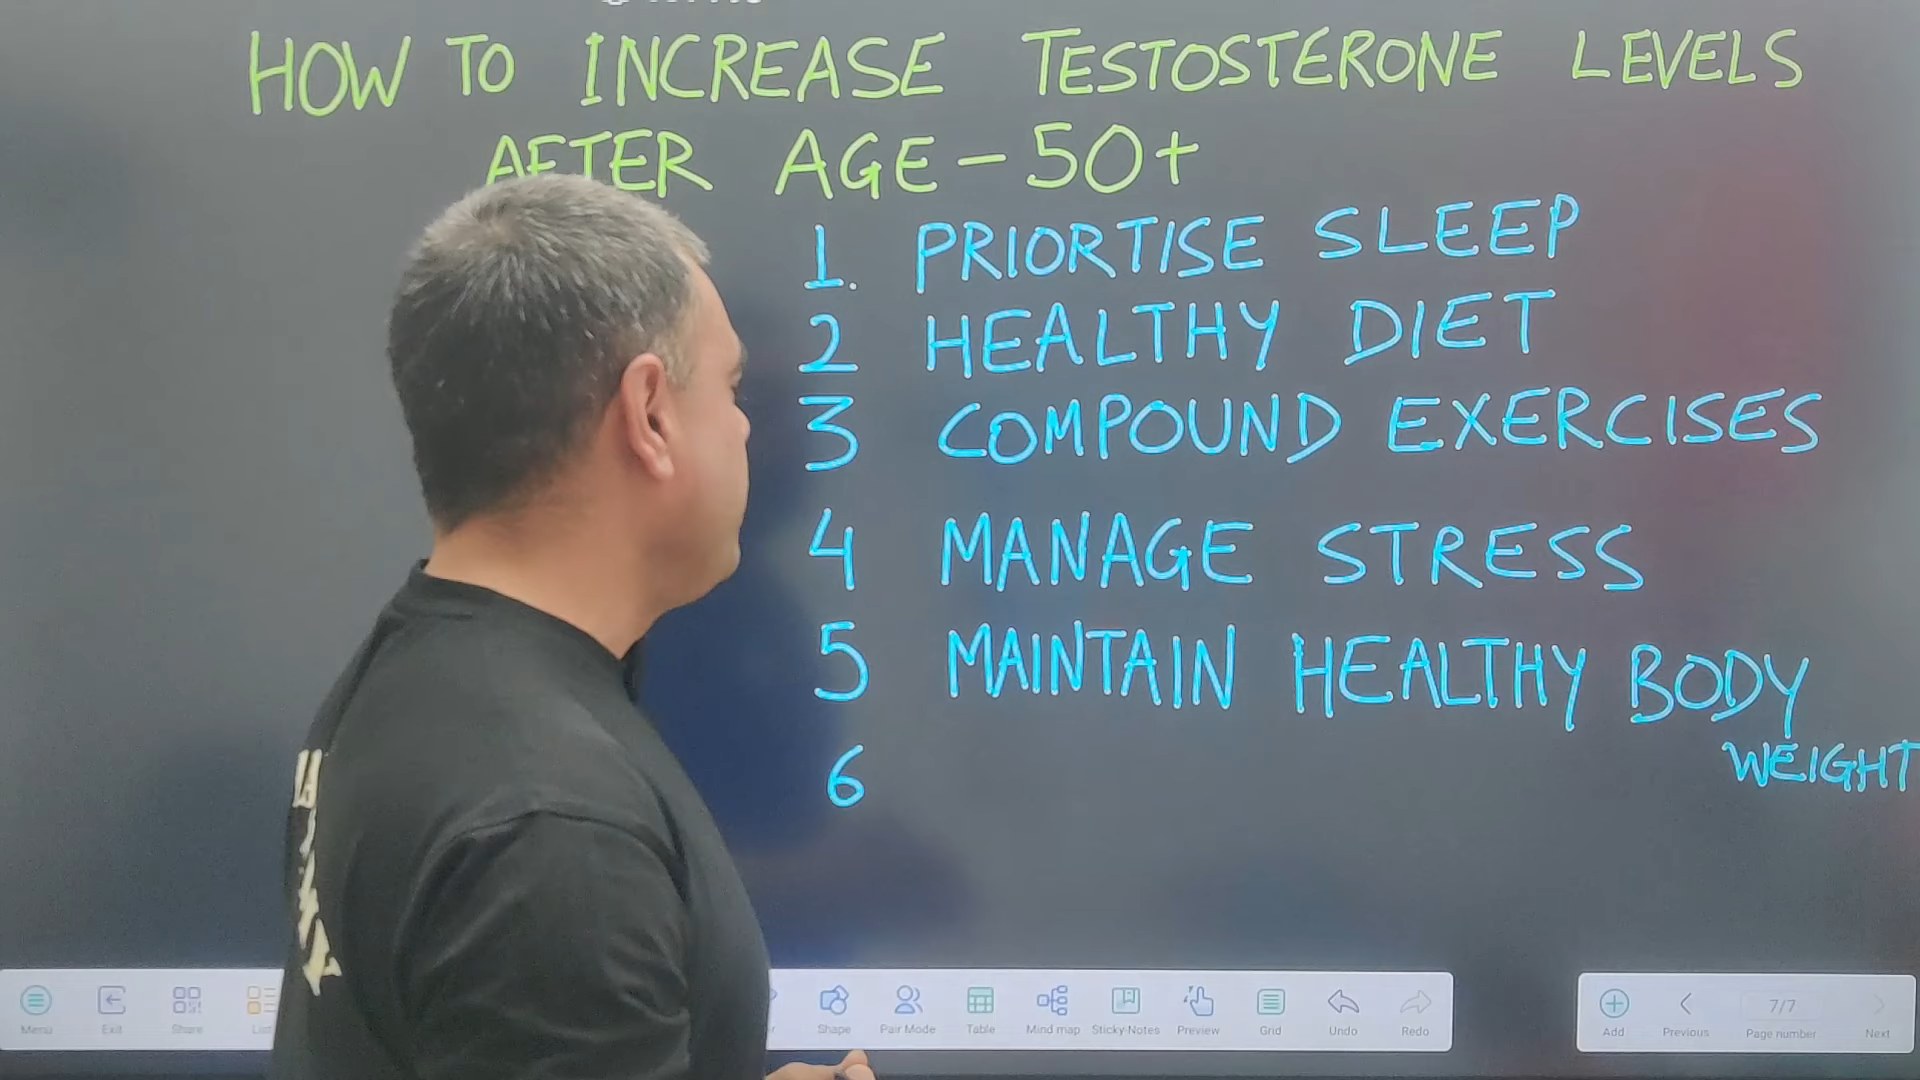 HOW TO INCREASE TESTOSTERONE LEVELS
AFTER AGE - 50+
1. PRIORTISE SLEEP
2 HEALTHY DIET
3 COMPOUND EXERCISES
4 MANAGE STRESS
5 MAINTAIN HEALTHY BODY
WEIGHT
6
Menu Exit Share Shape Pair Mode Table Mind map Sticky Notes Preview Grid Undo Redo
7/7
Add Previous Page number Next